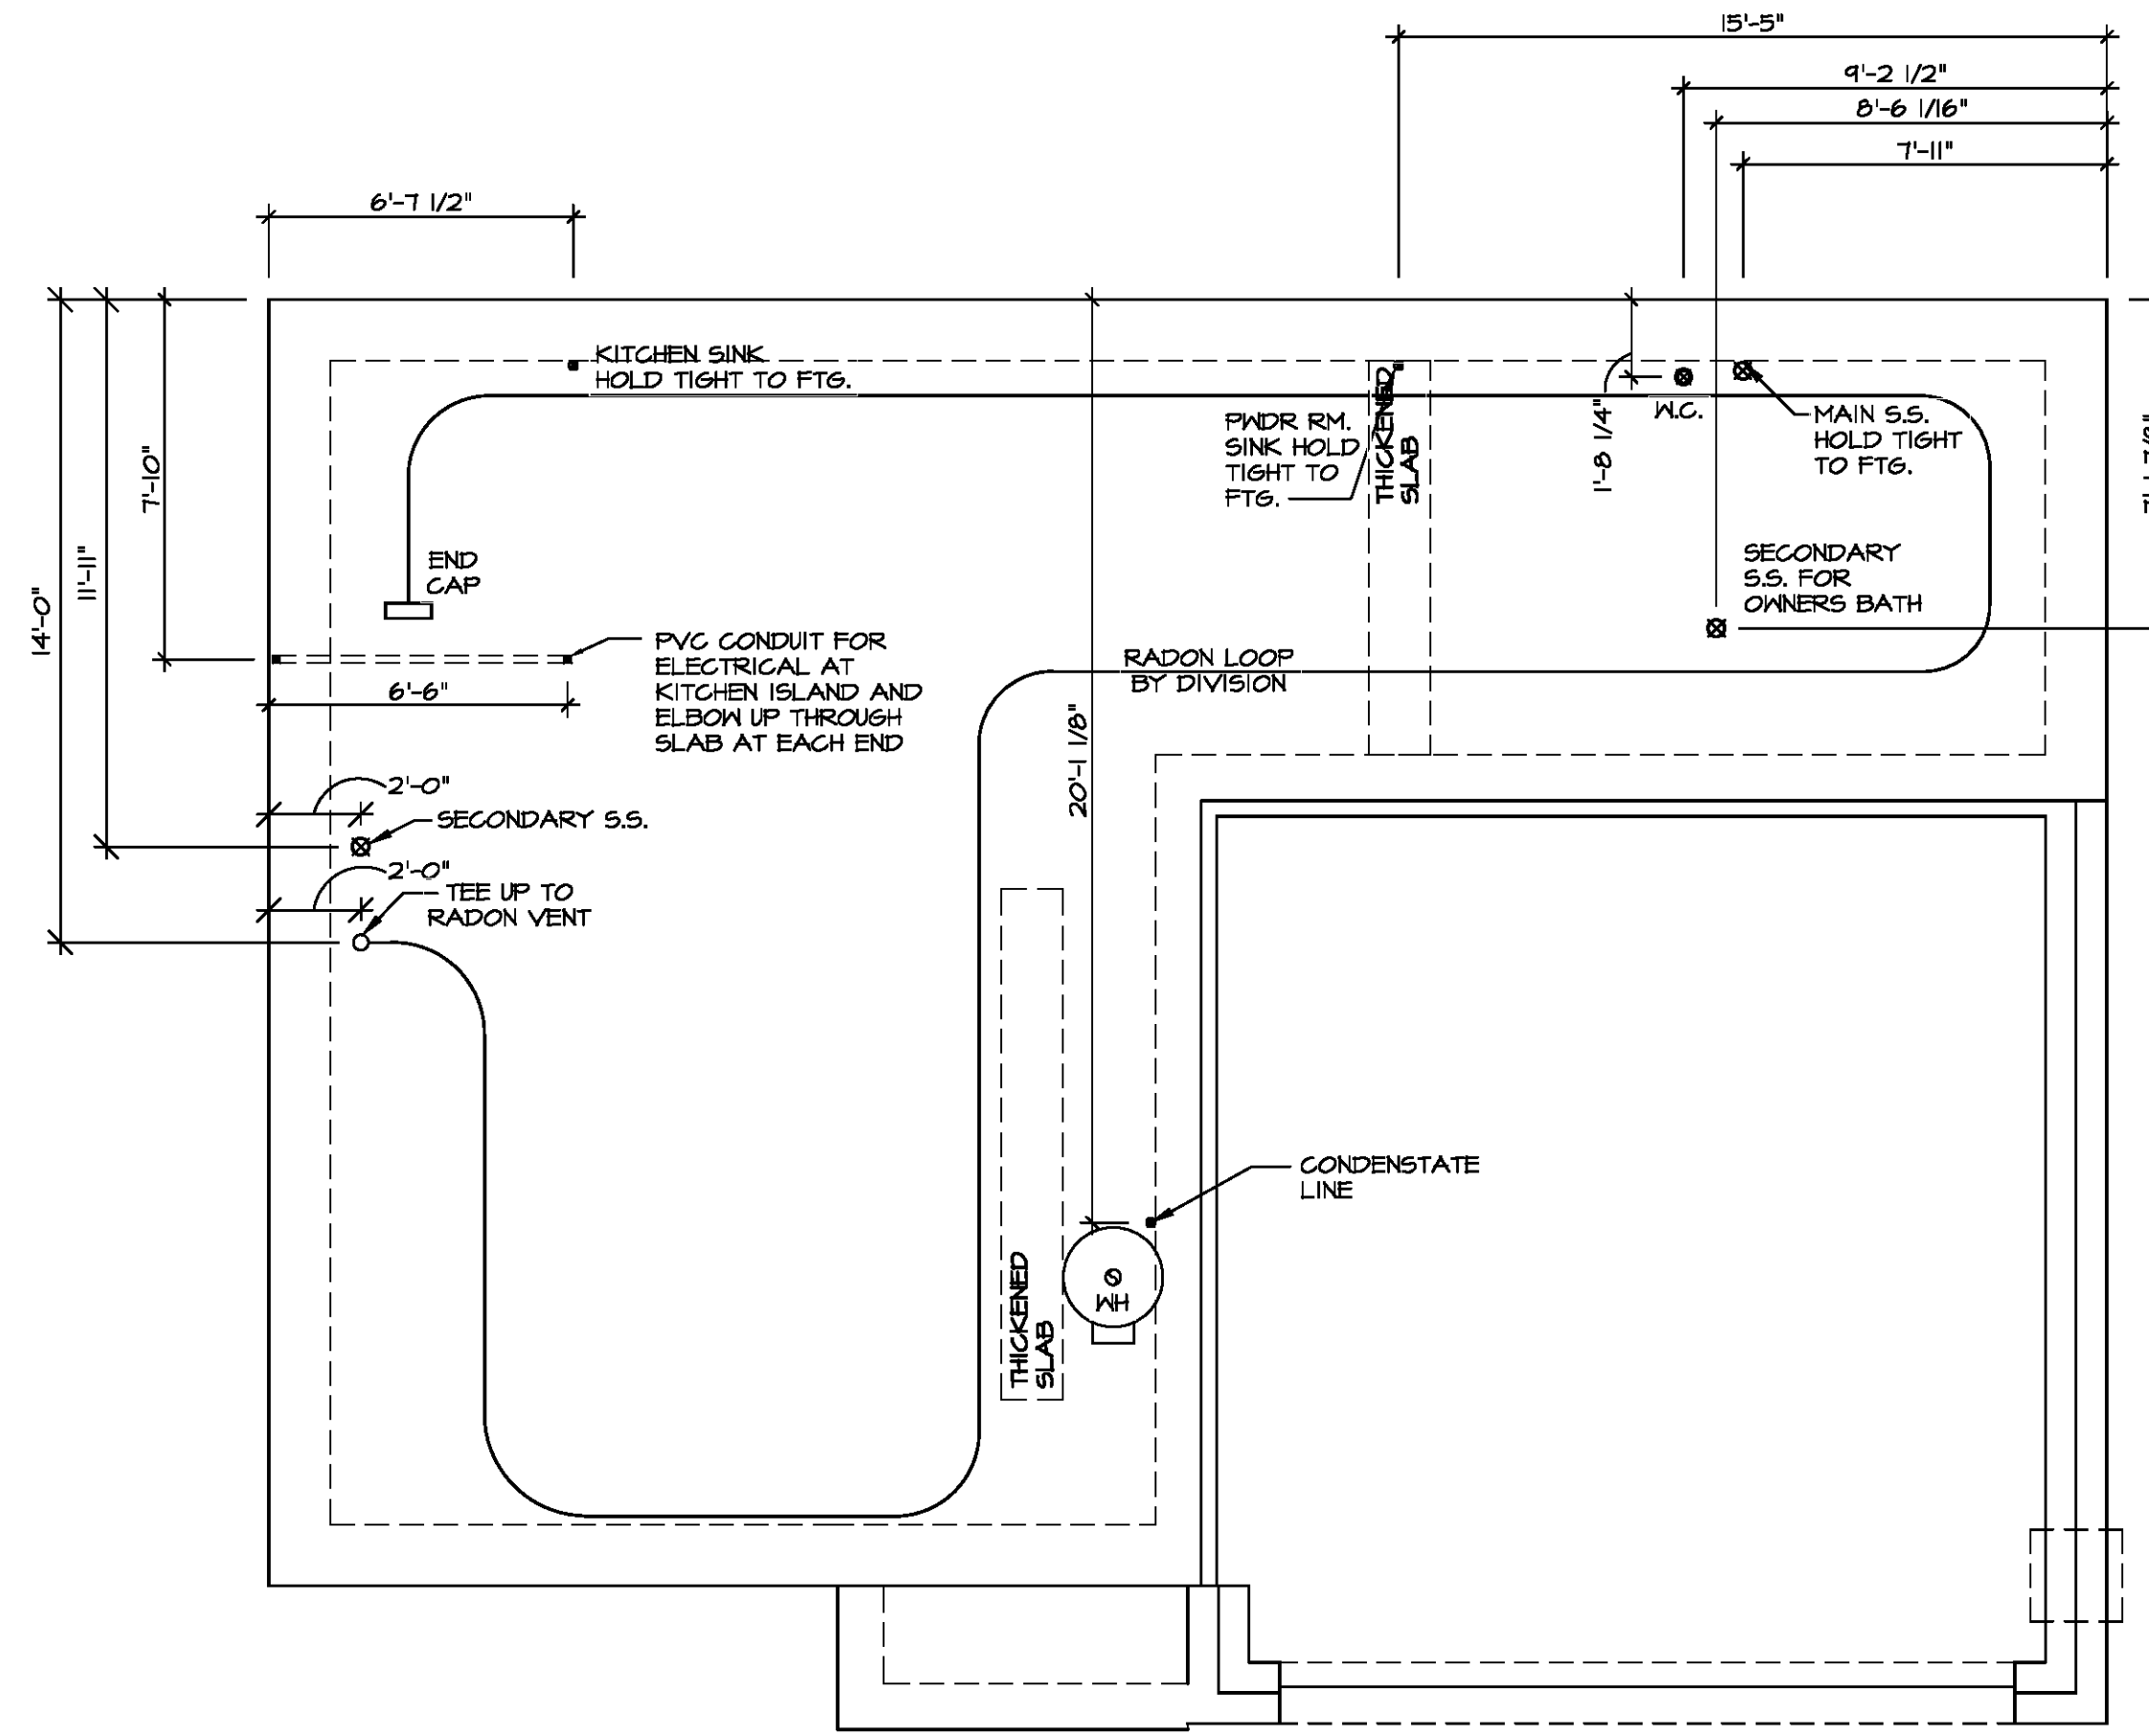 15'-5"
9'-2 1/2"
8'-6 1/16"
7'-11"
6'-7 1/2"
KITCHEN SINK
HOLD TIGHT TO FTG.
PWDR RM.
SINK HOLD
TIGHT TO
FTG.
THICKENED
SLAB
1'-8 1/4"
W.C.
MAIN S.S.
HOLD TIGHT
TO FTG.
7'-10"
11'-11"
14'-0"
END
CAP
SECONDARY
S.S. FOR
OWNERS BATH
PVC CONDUIT FOR
ELECTRICAL AT
KITCHEN ISLAND AND
ELBOW UP THROUGH
SLAB AT EACH END
6'-6"
RADON LOOP
BY DIVISION
20'-1 1/8"
2'-0"
SECONDARY S.S.
2'-0"
TEE UP TO
RADON VENT
CONDENSTATE
LINE
THICKENED
SLAB
WH